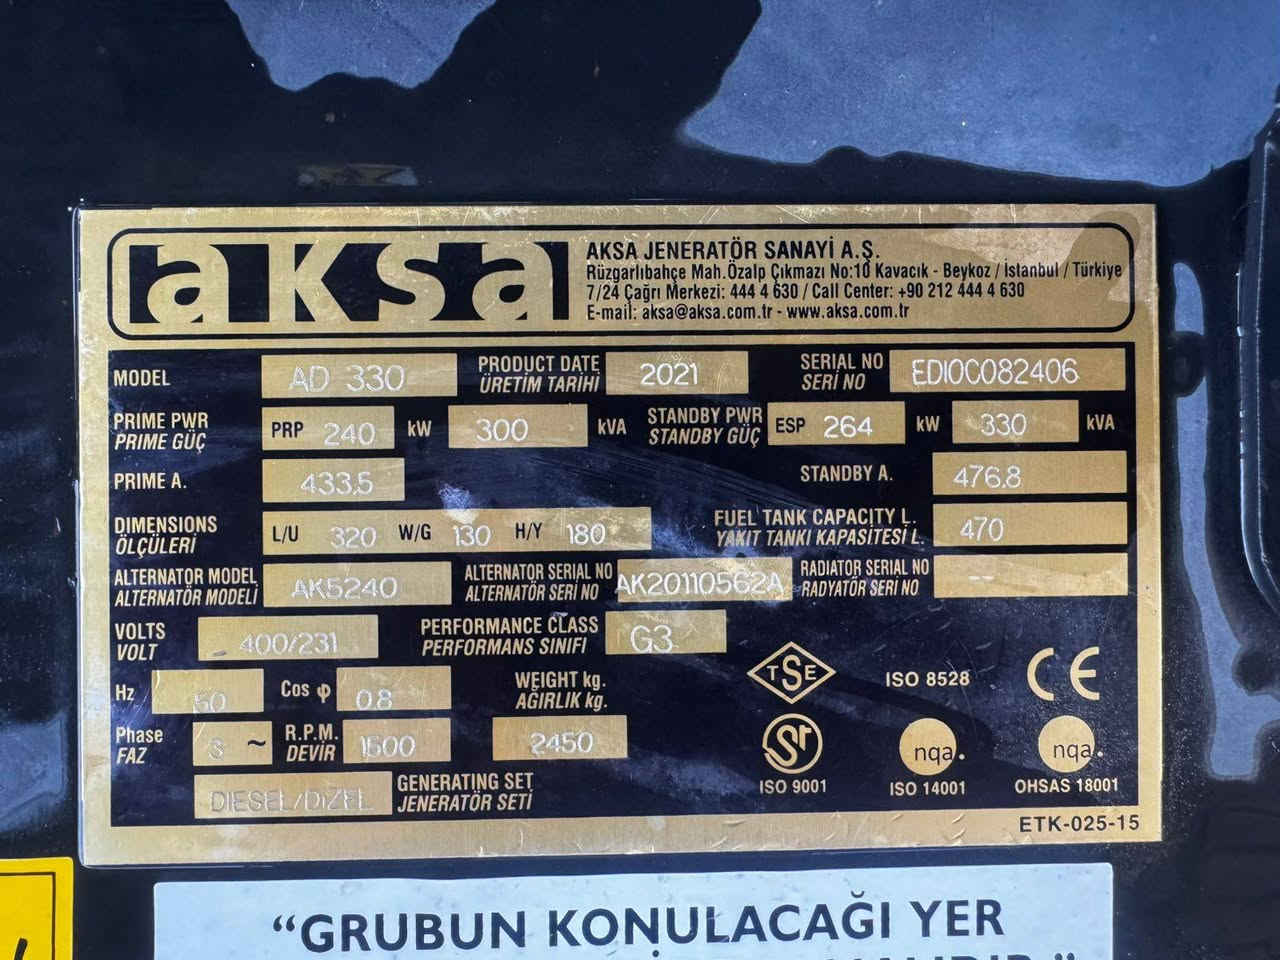 aksa
AKSA JENERATÖR SANAYİ A.Ş.
Rüzgarlıbahçe Mah.Özalp Çıkmazı No:10 Kavacık - Beykoz / İstanbul / Türkiye
7/24 Çağrı Merkezi: 444 4 630 / Call Center: +90 212 444 4 630
E-mail: aksa@aksa.com.tr - www.aksa.com.tr
MODEL AD 330 PRODUCT DATE 2021 SERIAL NO EDI0C082406
ÜRETİM TARİHİ SERİ NO
PRIME PWR PRP 240 kW 300 kVA STANDBY PWR ESP 264 kW 330 kVA
PRIME GÜÇ STANDBY GÜÇ
PRIME A. 433.5 STANDBY A. 476.8
DIMENSIONS L/U 320 W/G 130 H/Y 180 FUEL TANK CAPACITY L. 470
ÖLÇÜLERİ YAKIT TANKI KAPASİTESİ L.
ALTERNATOR MODEL AK5240 ALTERNATOR SERIAL NO AK20110562A RADIATOR SERIAL NO --
ALTERNATÖR MODELİ ALTERNATÖR SERİ NO RADYATÖR SERİ NO
VOLTS 400/231 PERFORMANCE CLASS G3
VOLT PERFORMANS SINIFI
Hz 50 Cos φ 0.8 WEIGHT kg.
AĞIRLIK kg.
Phase 3 ~ R.P.M. 1500 2450
FAZ DEVİR
DIESEL/DİZEL GENERATING SET
JENERATÖR SETİ
TSE ISO 8528 CE
nqa. nqa.
ISO 9001 ISO 14001 OHSAS 18001
ETK-025-15
“GRUBUN KONULACAĞI YER